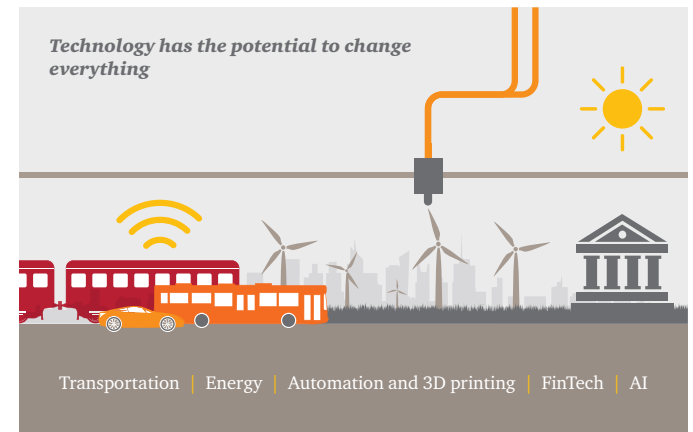 Technology has the potential to change
everything
Transportation | Energy | Automation and 3D printing | FinTech | AI